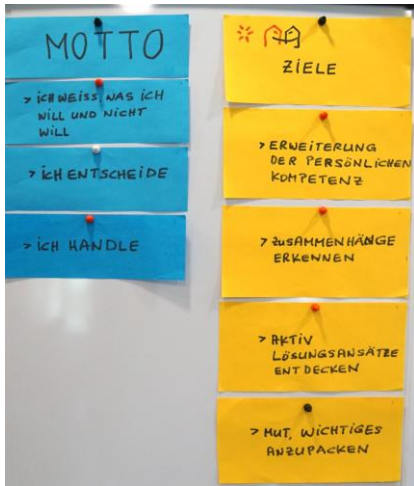 MOTTO
> ICH WEISS, WAS ICH
WILL UND NICHT
WILL
> ICH ENTSCHEIDE
> ICH HANDLE
ZIELE
> ERWEITERUNG
DER PERSÖNLICHEN
KOMPETENZ
> ZUSAMMENHÄNGE
ERKENNEN
> AKTIV
LÖSUNGSANSÄTZE
ENTDECKEN
> MUT, WICHTIGES
ANZUPACKEN